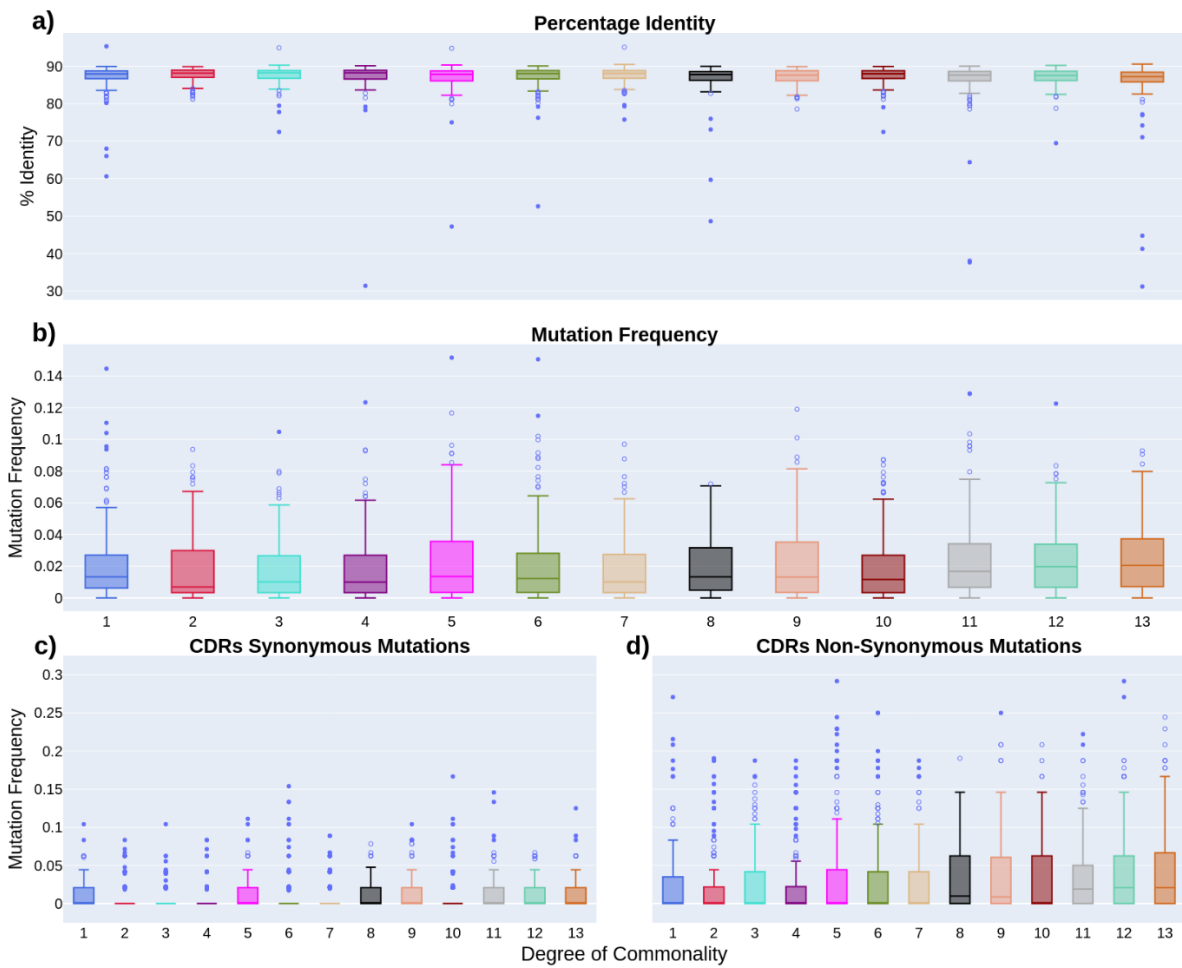 a)
Percentage Identity
% Identity
90
80
70
60
50
40
30
b)
Mutation Frequency
Mutation Frequency
0.14
0.12
0.1
0.08
0.06
0.04
0.02
0
1 2 3 4 5 6 7 8 9 10 11 12 13
c)
CDRs Synonymous Mutations
d)
CDRs Non-Synonymous Mutations
Mutation Frequency
0.3
0.25
0.2
0.15
0.1
0.05
0
1 2 3 4 5 6 7 8 9 10 11 12 13
1 2 3 4 5 6 7 8 9 10 11 12 13
Degree of Commonality